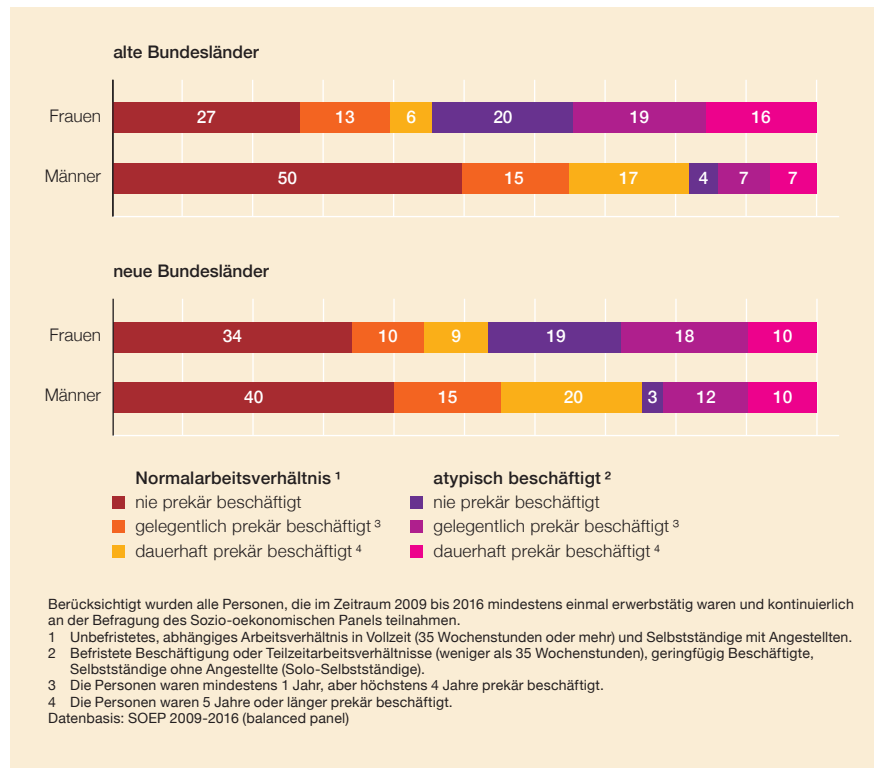 alte Bundesländer
Frauen 27 13 6 20 19 16
Männer 50 15 17 4 7 7
neue Bundesländer
Frauen 34 10 9 19 18 10
Männer 40 15 20 3 12 10
Normalarbeitsverhältnis ¹
nie prekär beschäftigt
gelegentlich prekär beschäftigt ³
dauerhaft prekär beschäftigt ⁴
atypisch beschäftigt ²
nie prekär beschäftigt
gelegentlich prekär beschäftigt ³
dauerhaft prekär beschäftigt ⁴
Berücksichtigt wurden alle Personen, die im Zeitraum 2009 bis 2016 mindestens einmal erwerbstätig waren und kontinuierlich
an der Befragung des Sozio-oekonomischen Panels teilnahmen.
1 Unbefristetes, abhängiges Arbeitsverhältnis in Vollzeit (35 Wochenstunden oder mehr) und Selbstständige mit Angestellten.
2 Befristete Beschäftigung oder Teilzeitarbeitsverhältnisse (weniger als 35 Wochenstunden), geringfügig Beschäftigte,
Selbstständige ohne Angestellte (Solo-Selbstständige).
3 Die Personen waren mindestens 1 Jahr, aber höchstens 4 Jahre prekär beschäftigt.
4 Die Personen waren 5 Jahre oder länger prekär beschäftigt.
Datenbasis: SOEP 2009-2016 (balanced panel)